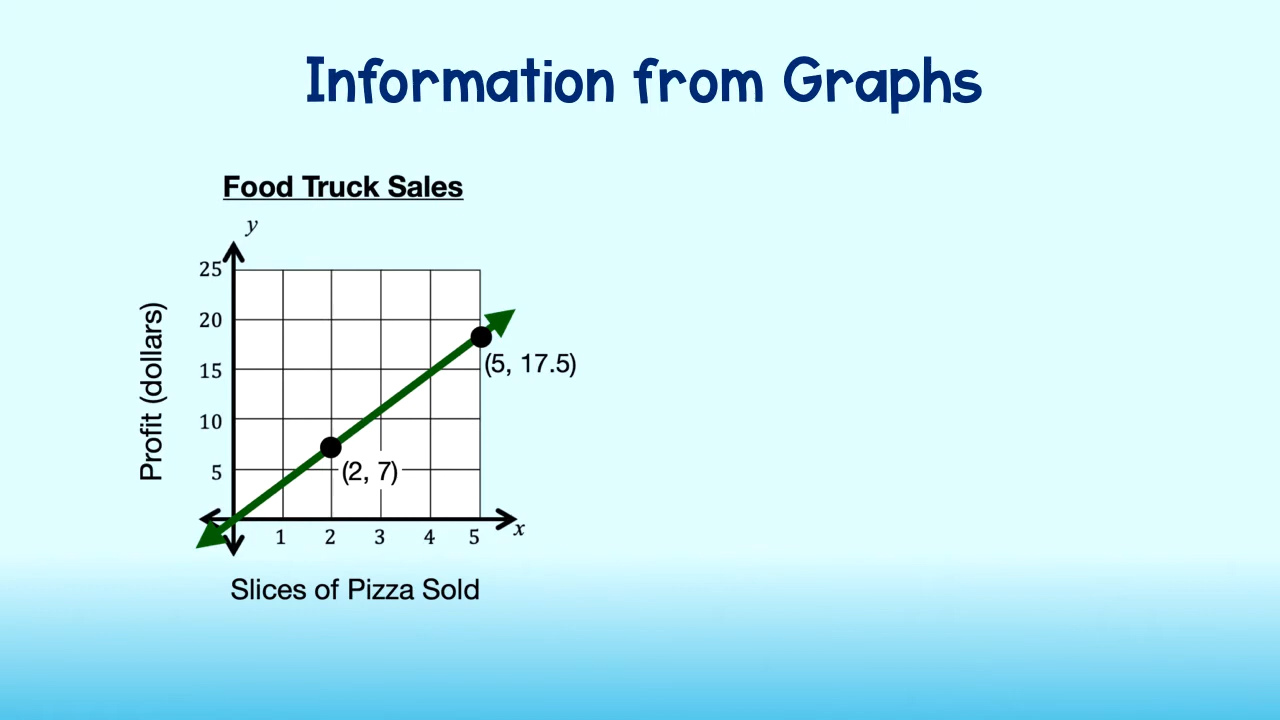 Information from Graphs
Food Truck Sales
y
25
20
15
10
5
Profit (dollars)
(5, 17.5)
(2, 7)
1 2 3 4 5 x
Slices of Pizza Sold